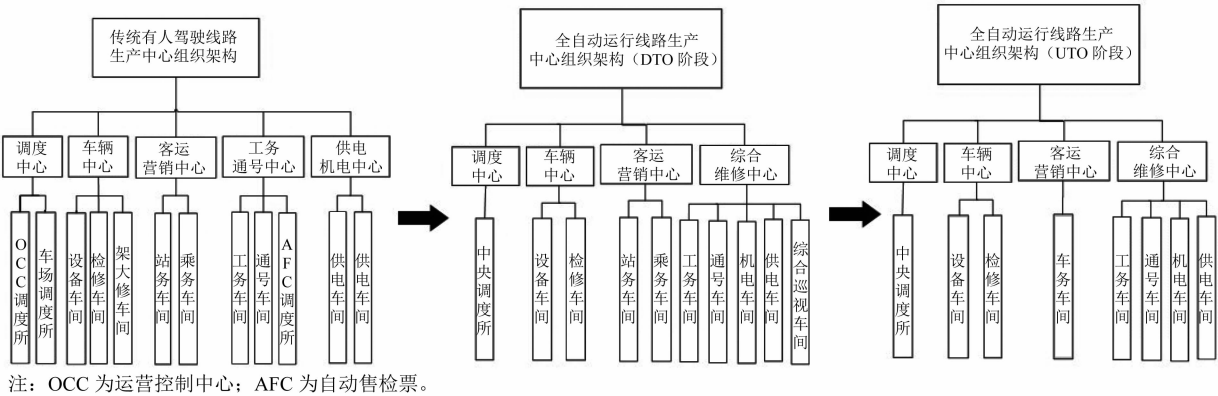 传统有人驾驶线路
生产中心组织架构
调度
中心
车辆
中心
客运
营销中心
工务
通号中心
供电
机电中心
OCC调度所
车场调度所
设备车间
检修车间
架大修车间
站务车间
乘务车间
工务车间
通号车间
AFC调度所
供电车间
供电车间
全自动运行线路生产
中心组织架构（DTO 阶段）
调度
中心
车辆
中心
客运
营销中心
综合
维修中心
中央调度所
设备车间
检修车间
站务车间
乘务车间
工务车间
通号车间
机电车间
供电车间
综合巡视车间
全自动运行线路生产
中心组织架构（UTO 阶段）
调度
中心
车辆
中心
客运
营销中心
综合
维修中心
中央调度所
设备车间
检修车间
车务车间
工务车间
通号车间
机电车间
供电车间
注：OCC 为运营控制中心；AFC 为自动售检票。